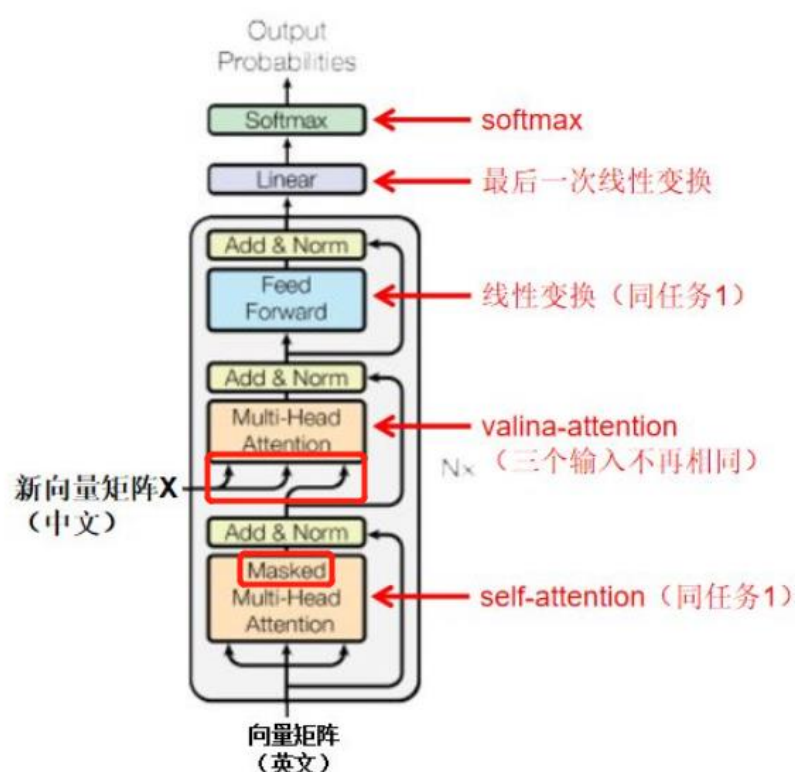 Output
Probabilities
Softmax
softmax
Linear
最后一次线性变换
Add & Norm
Feed
Forward
线性变换（同任务1）
Add & Norm
Multi-Head
Attention
valina-attention
（三个输入不再相同）
N×
新向量矩阵X
（中文）
Add & Norm
Masked
Multi-Head
Attention
self-attention（同任务1）
向量矩阵
（英文）